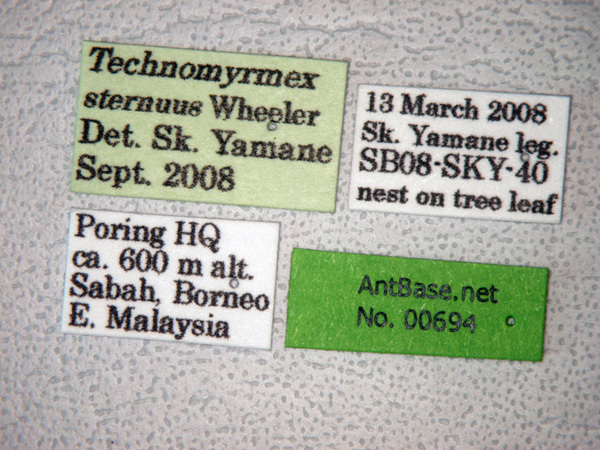 Technomyrmex
sternuus Wheeler
Det. Sk. Yamane
Sept. 2008
13 March 2008
Sk. Yamane leg.
SB08-SKY-40
nest on tree leaf
Poring HQ
ca. 600 m alt.
Sabah, Borneo
E. Malaysia
AntBase.net
No. 00694